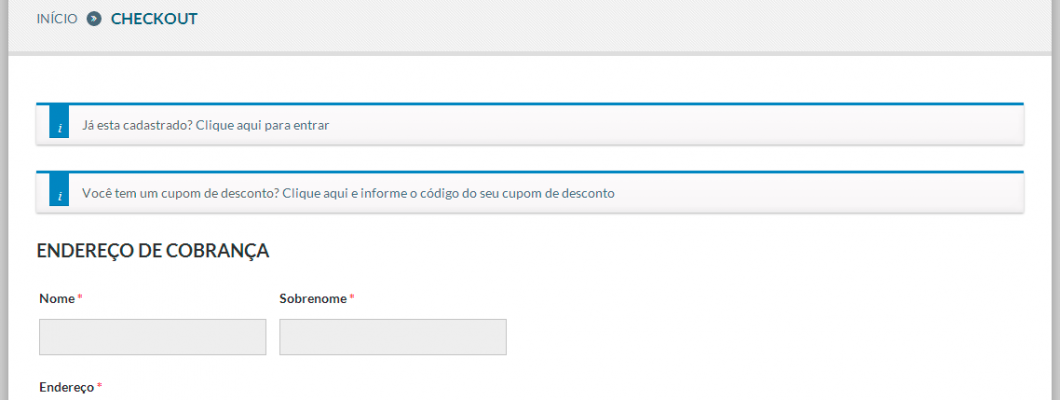 INÍCIO CHECKOUT
i Já esta cadastrado? Clique aqui para entrar
i Você tem um cupom de desconto? Clique aqui e informe o código do seu cupom de desconto
ENDEREÇO DE COBRANÇA
Nome * Sobrenome *
Endereço *